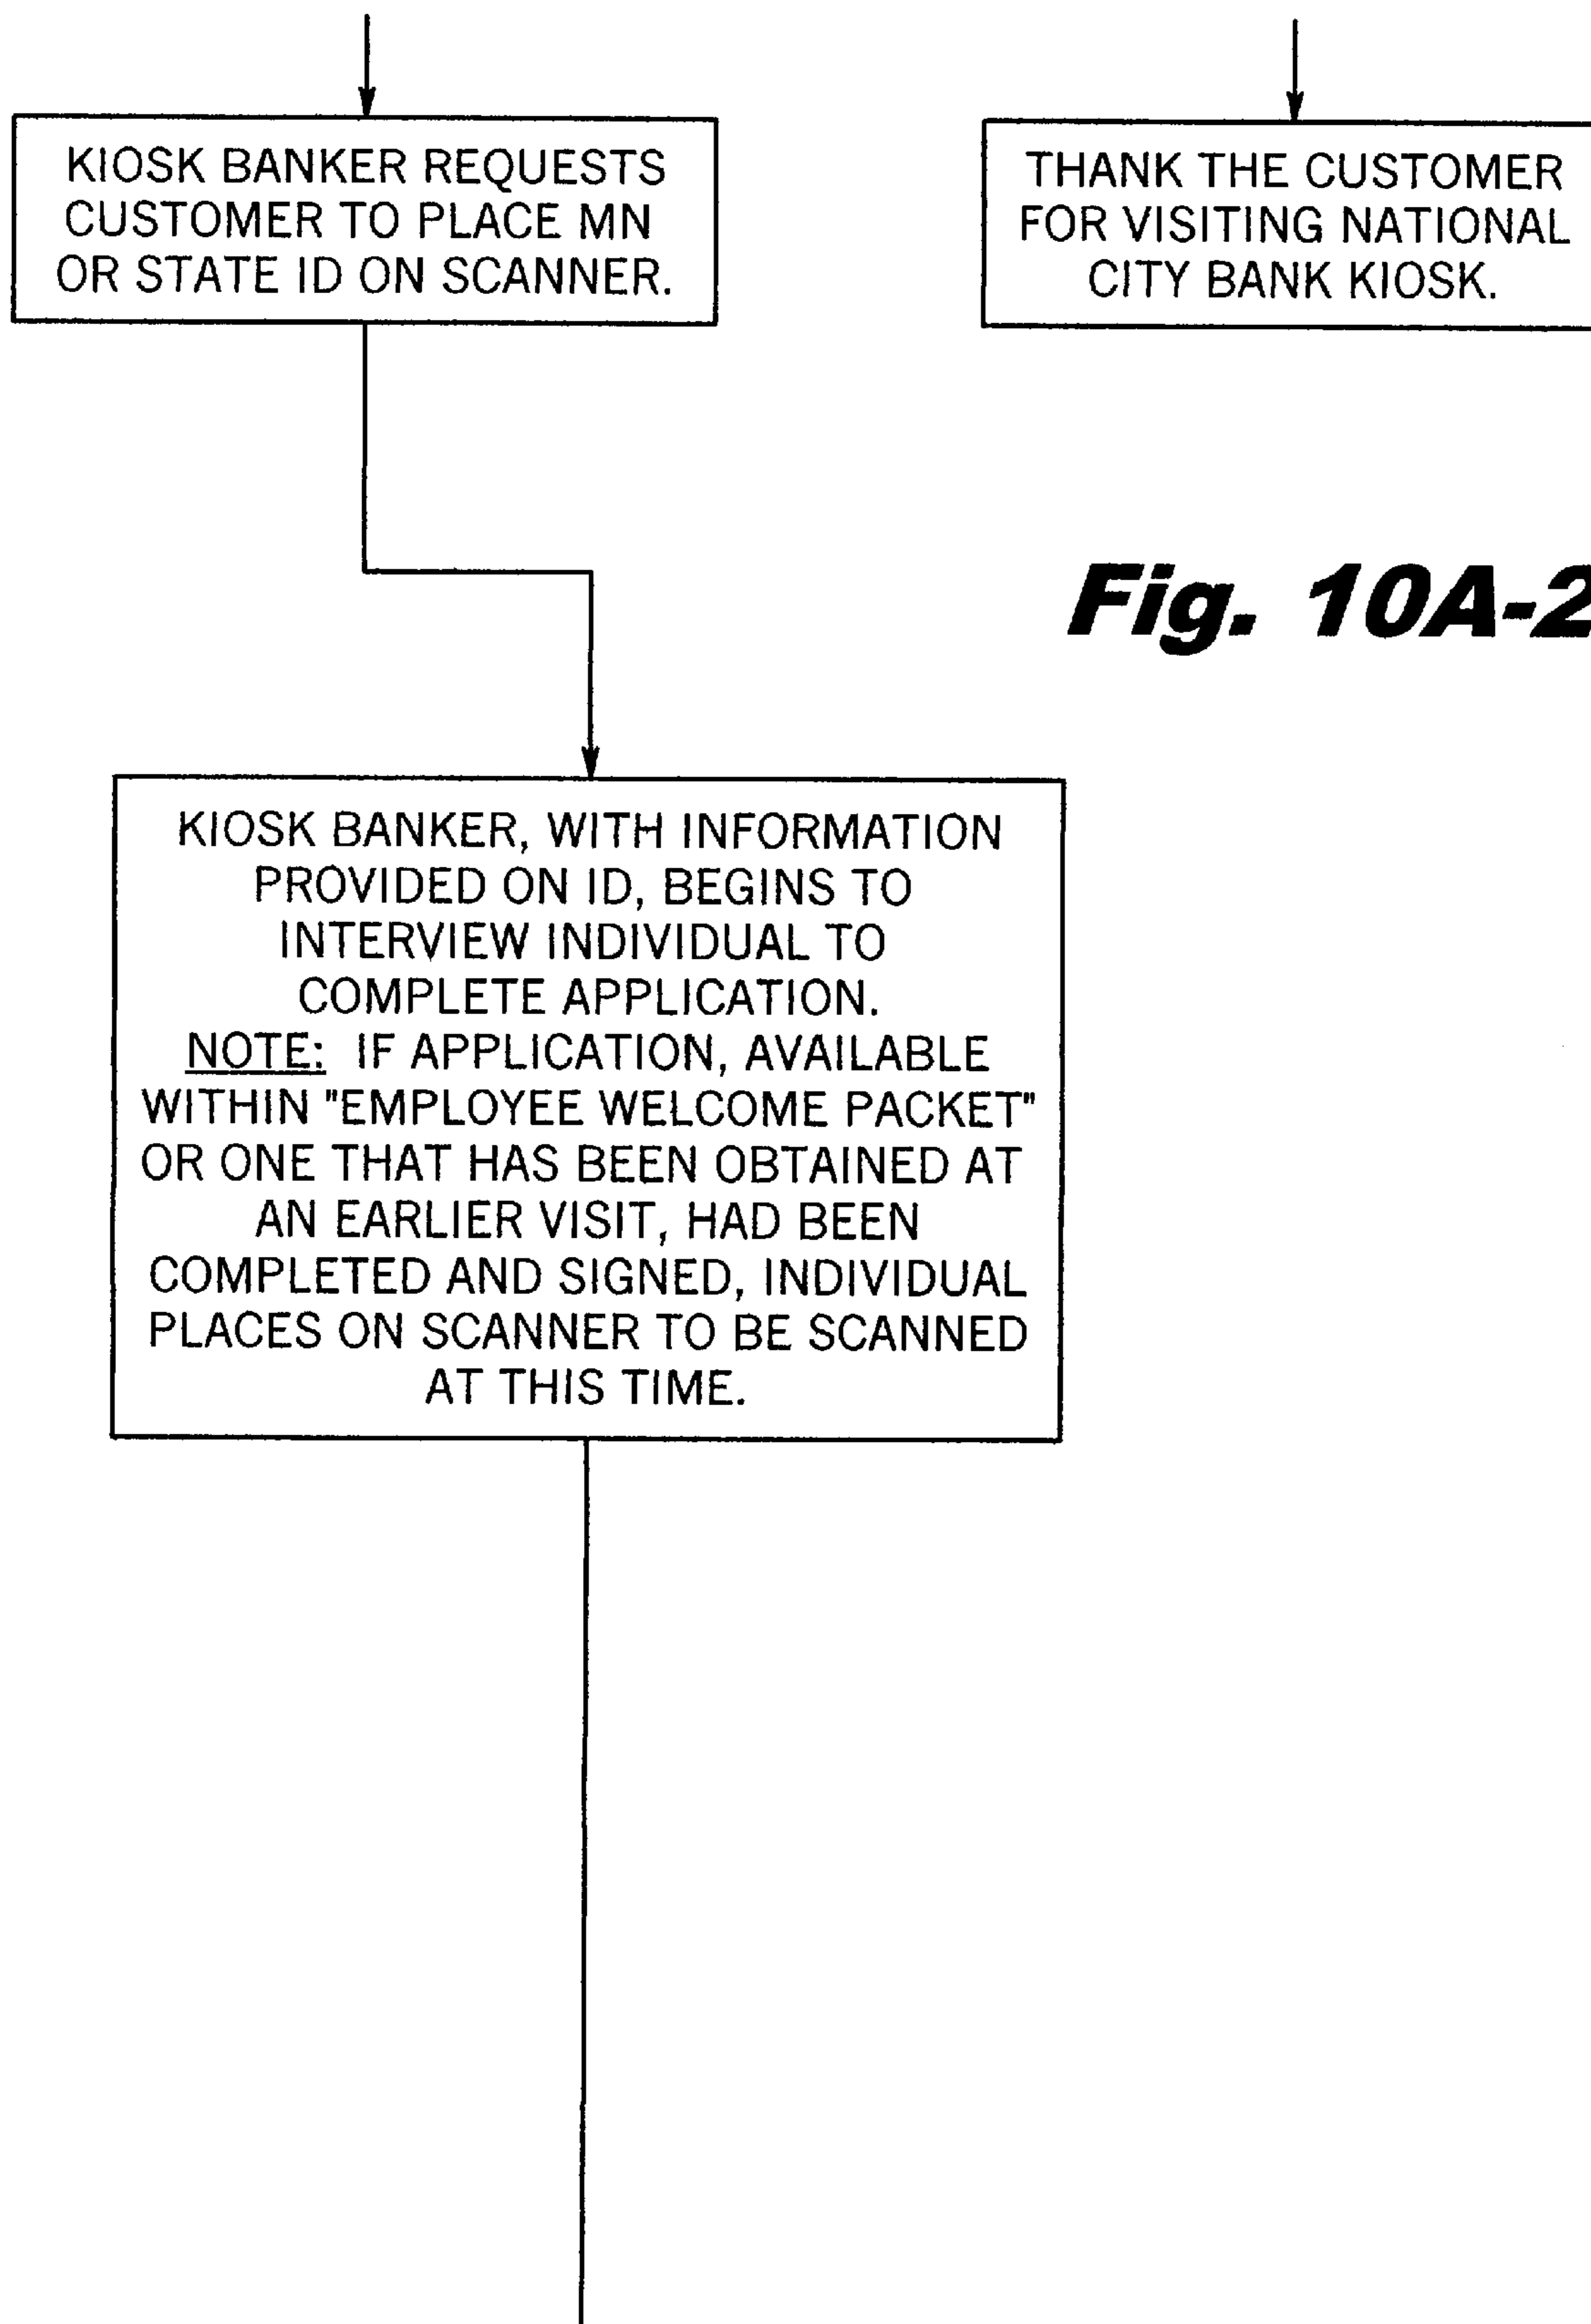 KIOSK BANKER REQUESTS
CUSTOMER TO PLACE MN
OR STATE ID ON SCANNER.
THANK THE CUSTOMER
FOR VISITING NATIONAL
CITY BANK KIOSK.
Fig. 10A-2
KIOSK BANKER, WITH INFORMATION
PROVIDED ON ID, BEGINS TO
INTERVIEW INDIVIDUAL TO
COMPLETE APPLICATION.
NOTE: IF APPLICATION, AVAILABLE
WITHIN "EMPLOYEE WELCOME PACKET"
OR ONE THAT HAS BEEN OBTAINED AT
AN EARLIER VISIT, HAD BEEN
COMPLETED AND SIGNED, INDIVIDUAL
PLACES ON SCANNER TO BE SCANNED
AT THIS TIME.